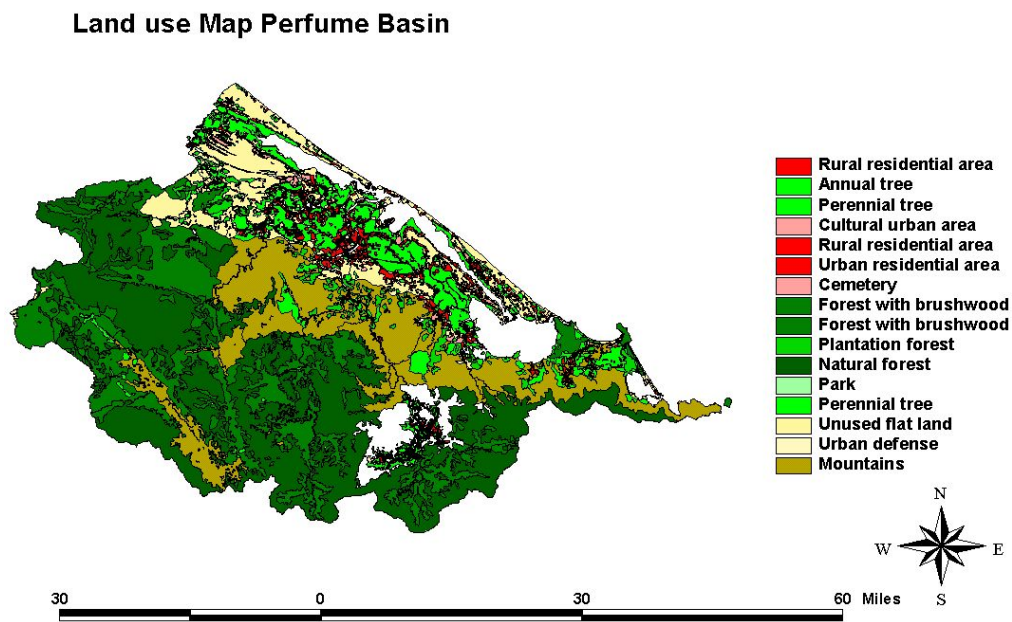 Land use Map Perfume Basin
Rural residential area
Annual tree
Perennial tree
Cultural urban area
Rural residential area
Urban residential area
Cemetery
Forest with brushwood
Forest with brushwood
Plantation forest
Natural forest
Park
Perennial tree
Unused flat land
Urban defense
Mountains
N
W E
S
30 0 30 60 Miles